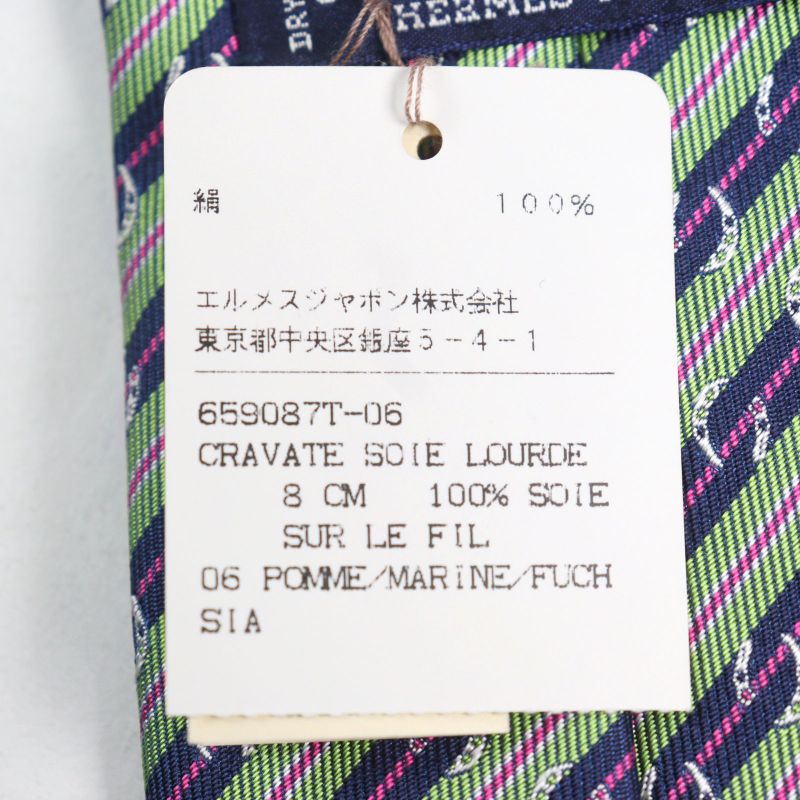 DRY
HERMES
絹 100%
エルメスジャポン株式会社
東京都中央区銀座5-4-1
659087T-06
CRAVATE SOIE LOURDE
8 CM 100% SOIE
SUR LE FIL
06 POMME/MARINE/FUCH
SIA